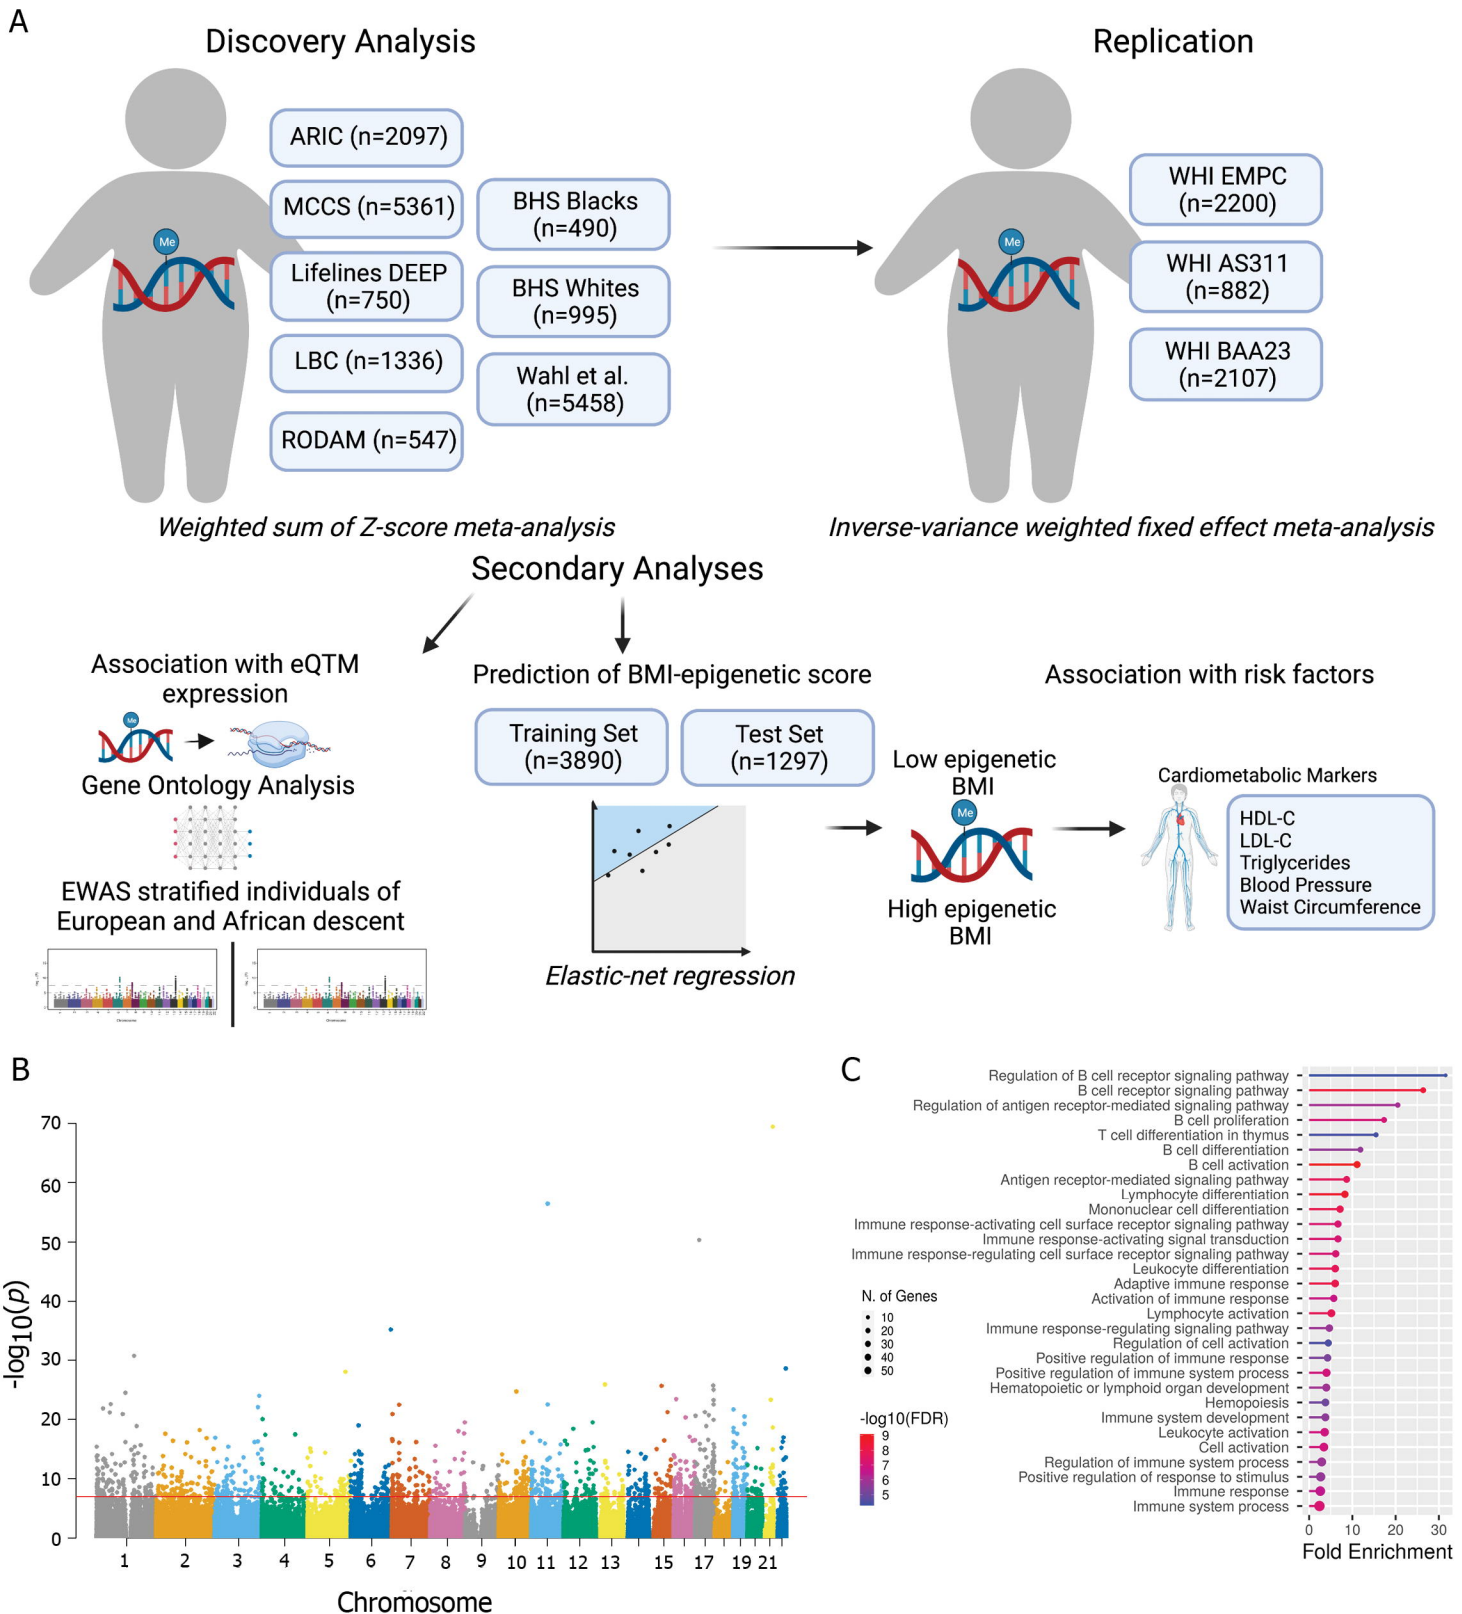 A
Discovery Analysis
Replication
ARIC (n=2097)
MCCS (n=5361)
Lifelines DEEP
(n=750)
LBC (n=1336)
RODAM (n=547)
BHS Blacks
(n=490)
BHS Whites
(n=995)
Wahl et al.
(n=5458)
WHI EMPC
(n=2200)
WHI AS311
(n=882)
WHI BAA23
(n=2107)
Me
Me
Weighted sum of Z-score meta-analysis
Inverse-variance weighted fixed effect meta-analysis
Secondary Analyses
Association with eQTM
expression
Me
Gene Ontology Analysis
EWAS stratified individuals of
European and African descent
Chromosome
Chromosome
Prediction of BMI-epigenetic score
Training Set
(n=3890)
Test Set
(n=1297)
Elastic-net regression
Low epigenetic
BMI
Me
High epigenetic
BMI
Association with risk factors
Cardiometabolic Markers
HDL-C
LDL-C
Triglycerides
Blood Pressure
Waist Circumference
B
-log10(p)
70
60
50
40
30
20
10
0
1 2 3 4 5 6 7 8 9 10 11 12 13 15 17 19 21
Chromosome
C
Regulation of B cell receptor signaling pathway
B cell receptor signaling pathway
Regulation of antigen receptor-mediated signaling pathway
B cell proliferation
T cell differentiation in thymus
B cell differentiation
B cell activation
Antigen receptor-mediated signaling pathway
Lymphocyte differentiation
Mononuclear cell differentiation
Immune response-activating cell surface receptor signaling pathway
Immune response-activating signal transduction
Immune response-regulating cell surface receptor signaling pathway
Leukocyte differentiation
Adaptive immune response
Activation of immune response
Lymphocyte activation
Immune response-regulating signaling pathway
Regulation of cell activation
Positive regulation of immune response
Positive regulation of immune system process
Hematopoietic or lymphoid organ development
Hemopoiesis
Immune system development
Leukocyte activation
Cell activation
Regulation of immune system process
Positive regulation of response to stimulus
Immune response
Immune system process
0 10 20 30
Fold Enrichment
N. of Genes
10
20
30
40
50
-log10(FDR)
9
8
7
6
5